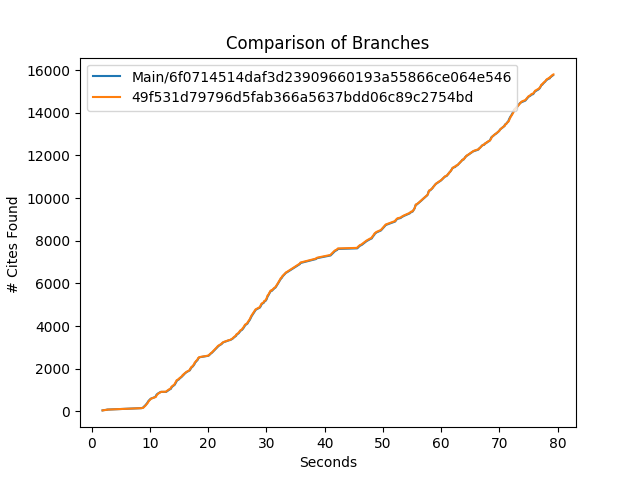 Comparison of Branches
Main/6f0714514daf3d23909660193a55866ce064e546
49f531d79796d5fab366a5637bdd06c89c2754bd
# Cites Found
16000
14000
12000
10000
8000
6000
4000
2000
0
0 10 20 30 40 50 60 70 80
Seconds